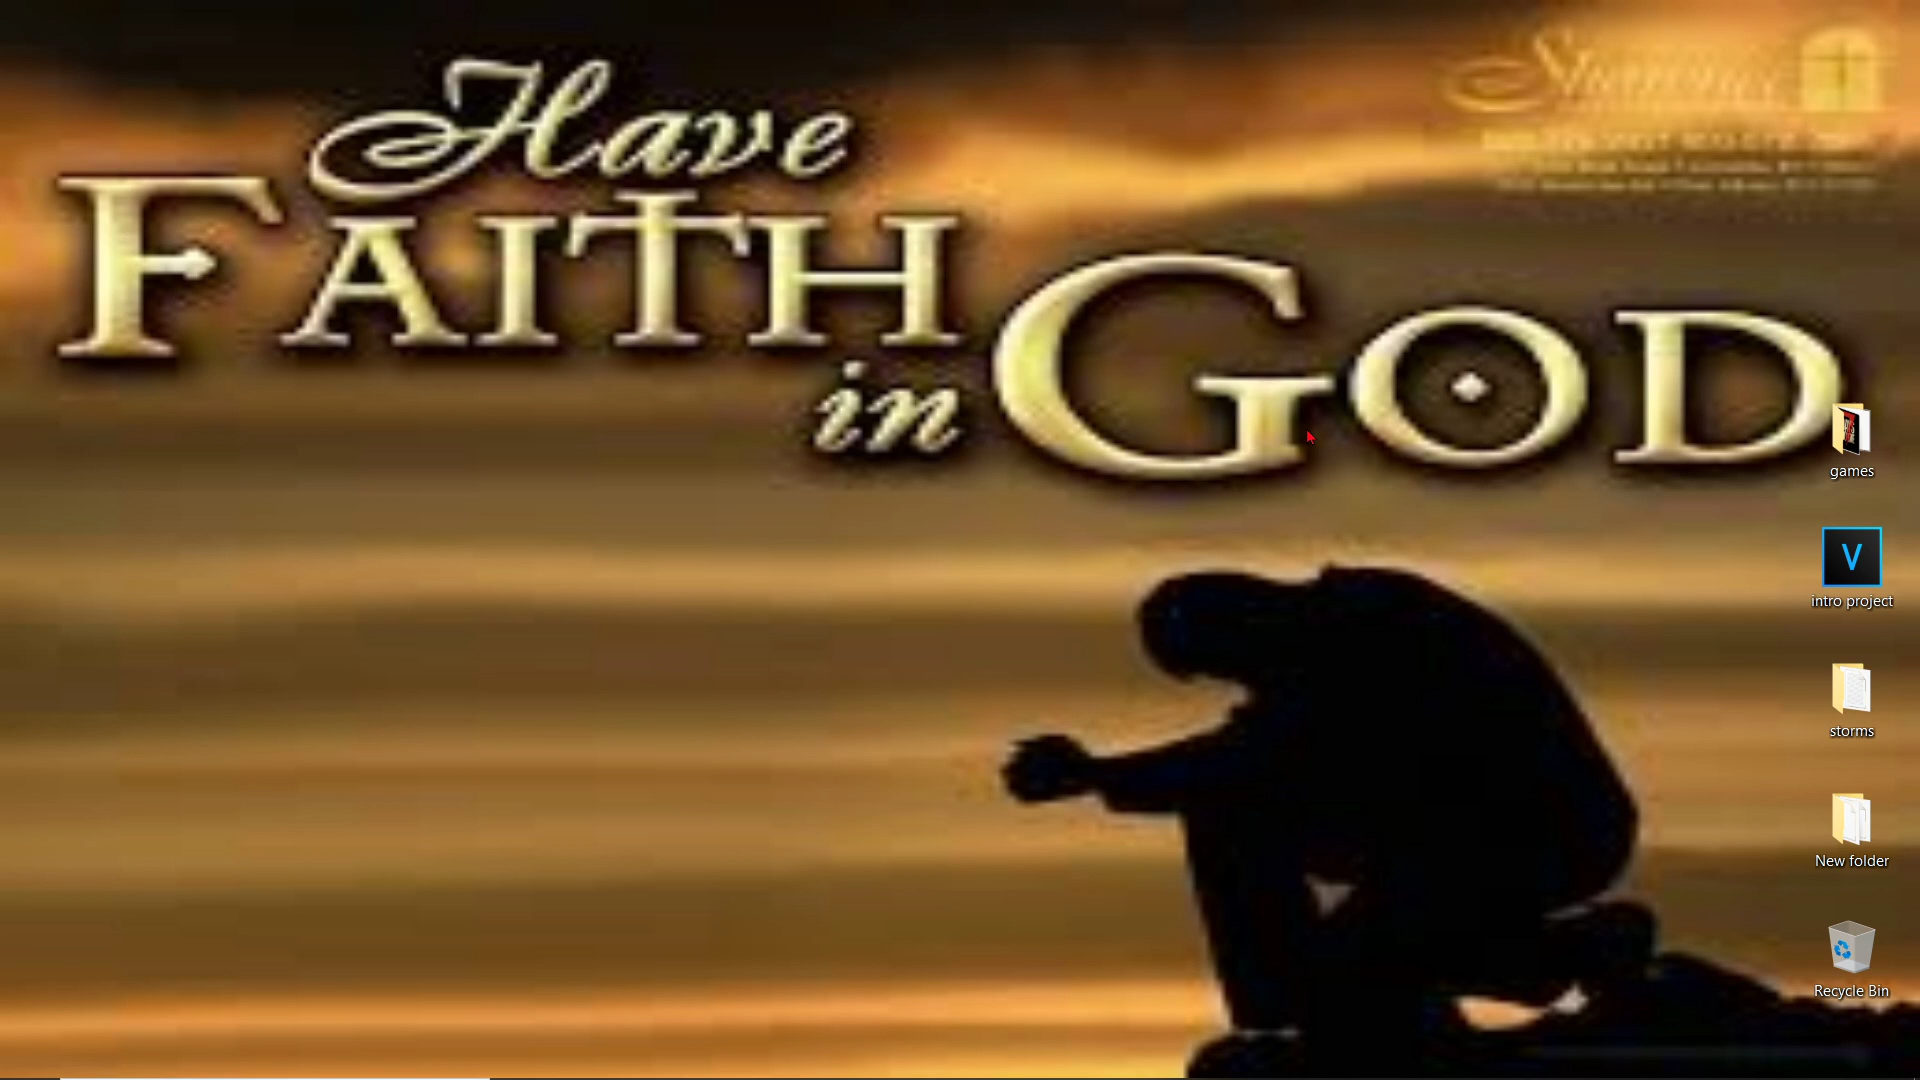 Have
FAITH
in GOD
games
V
intro project
storms
New folder
Recycle Bin